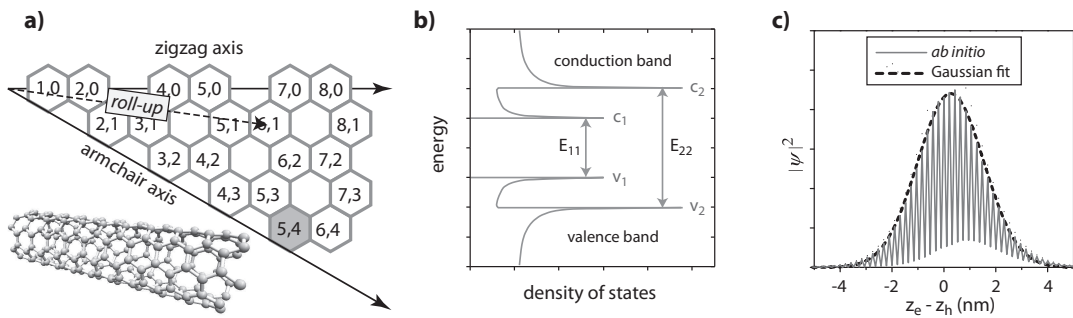 a)
zigzag axis
1,0 2,0 4,0 5,0 7,0 8,0
roll-up
2,1 3,1 5,1 6,1 8,1
3,2 4,2 6,2 7,2
4,3 5,3 7,3
5,4 6,4
armchair axis
b)
energy
conduction band
c2
c1
E11 E22
v1
v2
valence band
density of states
c)
ab initio
Gaussian fit
|ψ|²
-4 -2 0 2 4
ze - zh (nm)